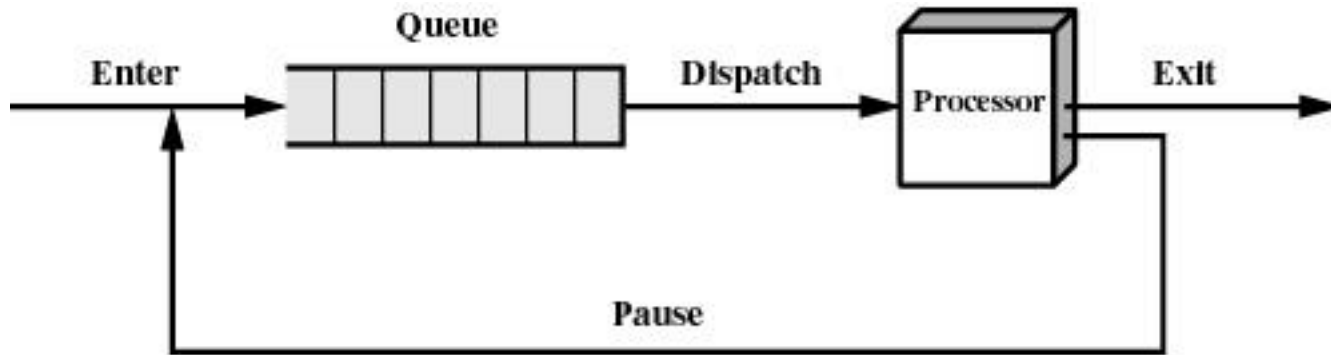 Queue
Enter
Dispatch
Processor
Exit
Pause